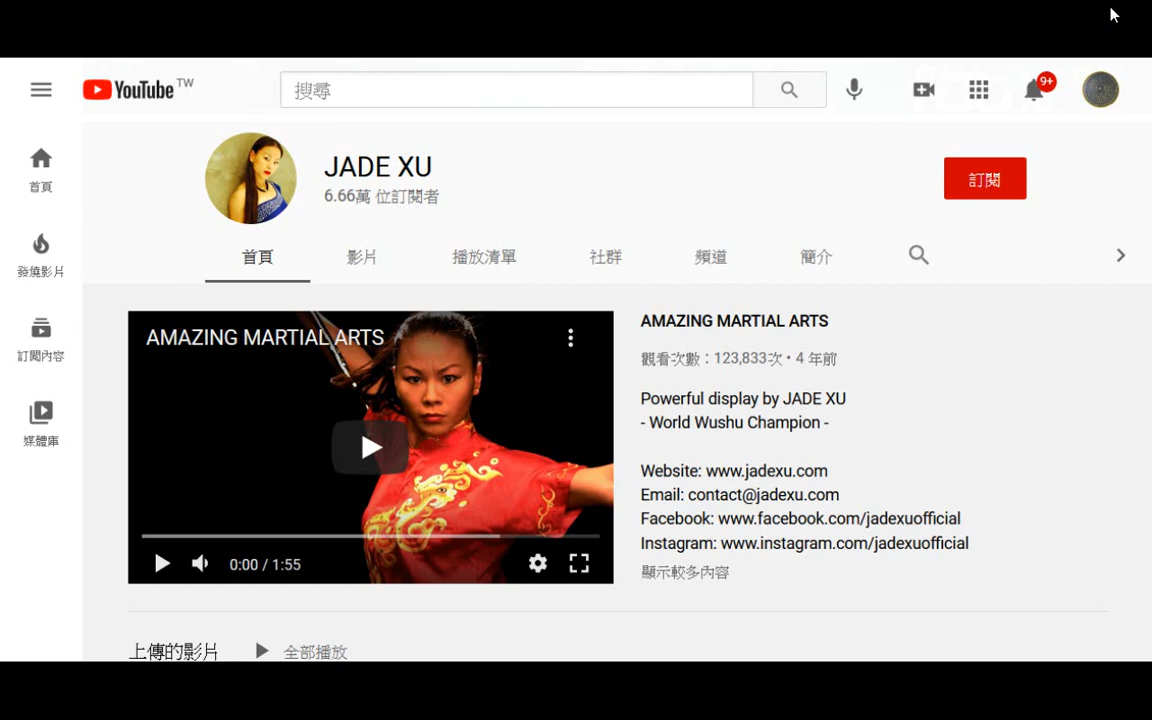 YouTube TW
搜尋
9+
首頁
發燒影片
訂閱內容
媒體庫
JADE XU
6.66萬 位訂閱者
訂閱
首頁
影片
播放清單
社群
頻道
簡介
AMAZING MARTIAL ARTS
0:00 / 1:55
AMAZING MARTIAL ARTS
觀看次數：123,833次 • 4 年前
Powerful display by JADE XU
- World Wushu Champion -
Website: www.jadexu.com
Email: contact@jadexu.com
Facebook: www.facebook.com/jadexuofficial
Instagram: www.instagram.com/jadexuofficial
顯示較多內容
上傳的影片
全部播放